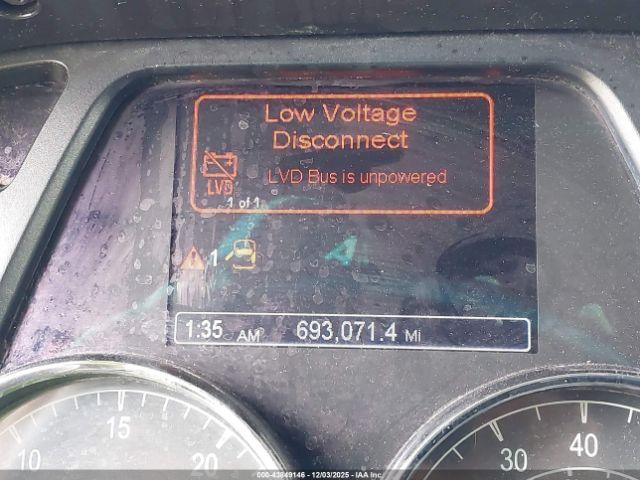 Low Voltage
Disconnect
LVD Bus is unpowered
LVD
1 of 1
1
1:35 AM 693,071.4 Mi
10 15 20 30 40
000-43849146 - 12/03/2025 - © IAA Inc